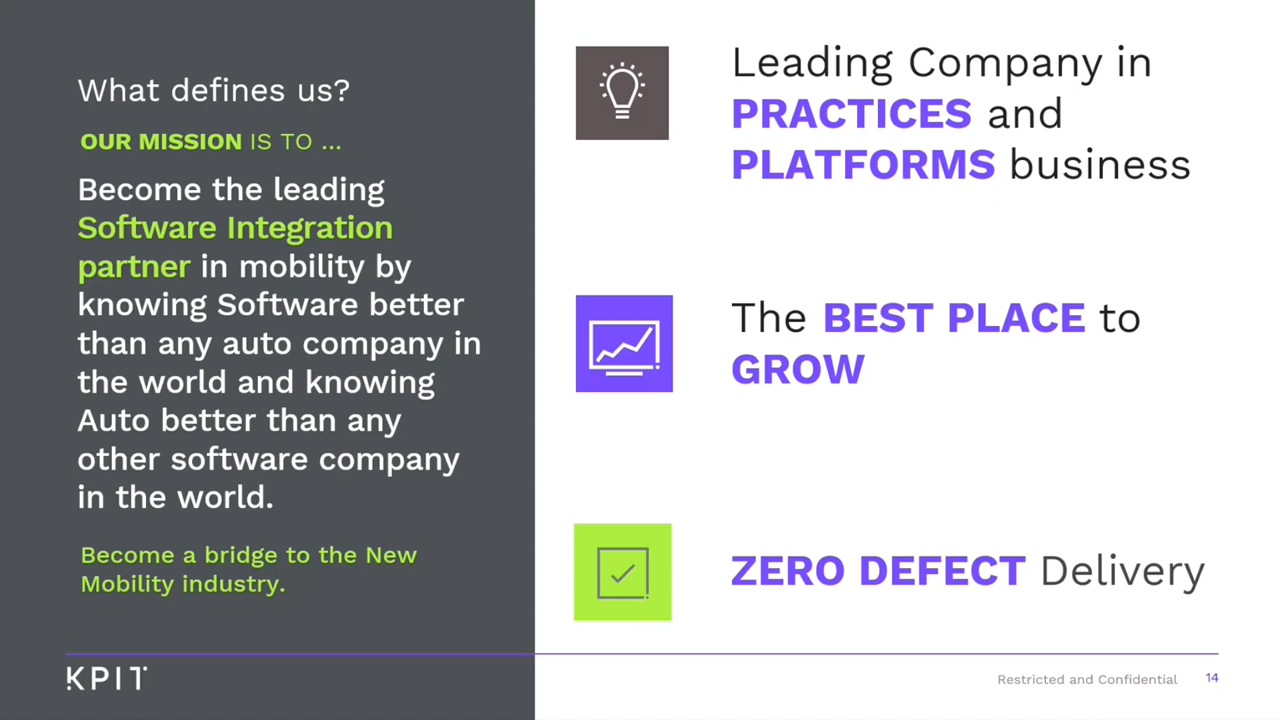 What defines us?
OUR MISSION IS TO ...
Become the leading
Software Integration
partner in mobility by
knowing Software better
than any auto company in
the world and knowing
Auto better than any
other software company
in the world.
Become a bridge to the New
Mobility industry.
Leading Company in
PRACTICES and
PLATFORMS business
The BEST PLACE to
GROW
ZERO DEFECT Delivery
KPIT
Restricted and Confidential
14